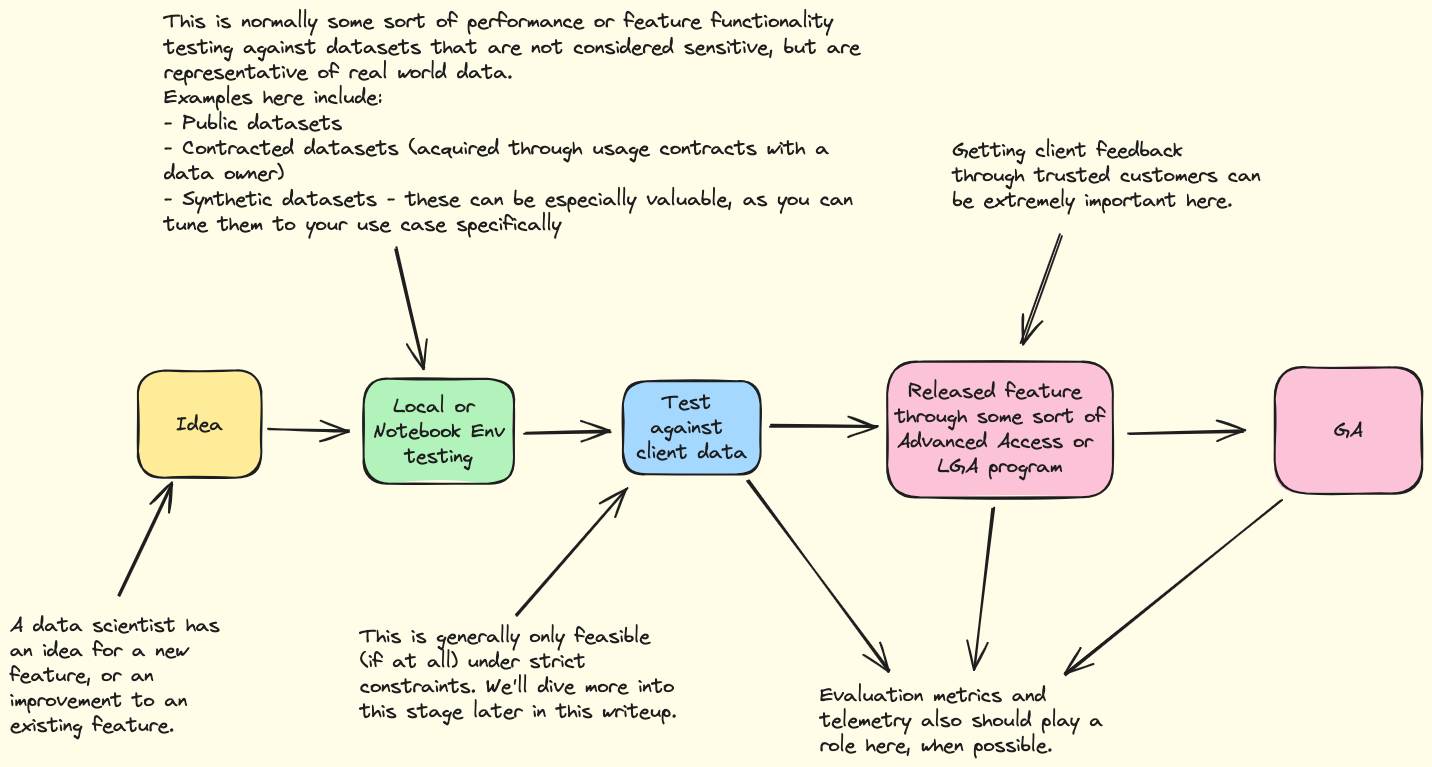 This is normally some sort of performance or feature functionality
testing against datasets that are not considered sensitive, but are
representative of real world data.
Examples here include:
- Public datasets
- Contracted datasets (acquired through usage contracts with a
data owner)
- Synthetic datasets - these can be especially valuable, as you can
tune them to your use case specifically
Getting client feedback
through trusted customers can
be extremely important here.
Idea
Local or
Notebook Env
testing
Test
against
client data
Released feature
through some sort of
Advanced Access or
LGA program
GA
A data scientist has
an idea for a new
feature, or an
improvement to an
existing feature.
This is generally only feasible
(if at all) under strict
constraints. We'll dive more into
this stage later in this writeup.
Evaluation metrics and
telemetry also should play a
role here, when possible.